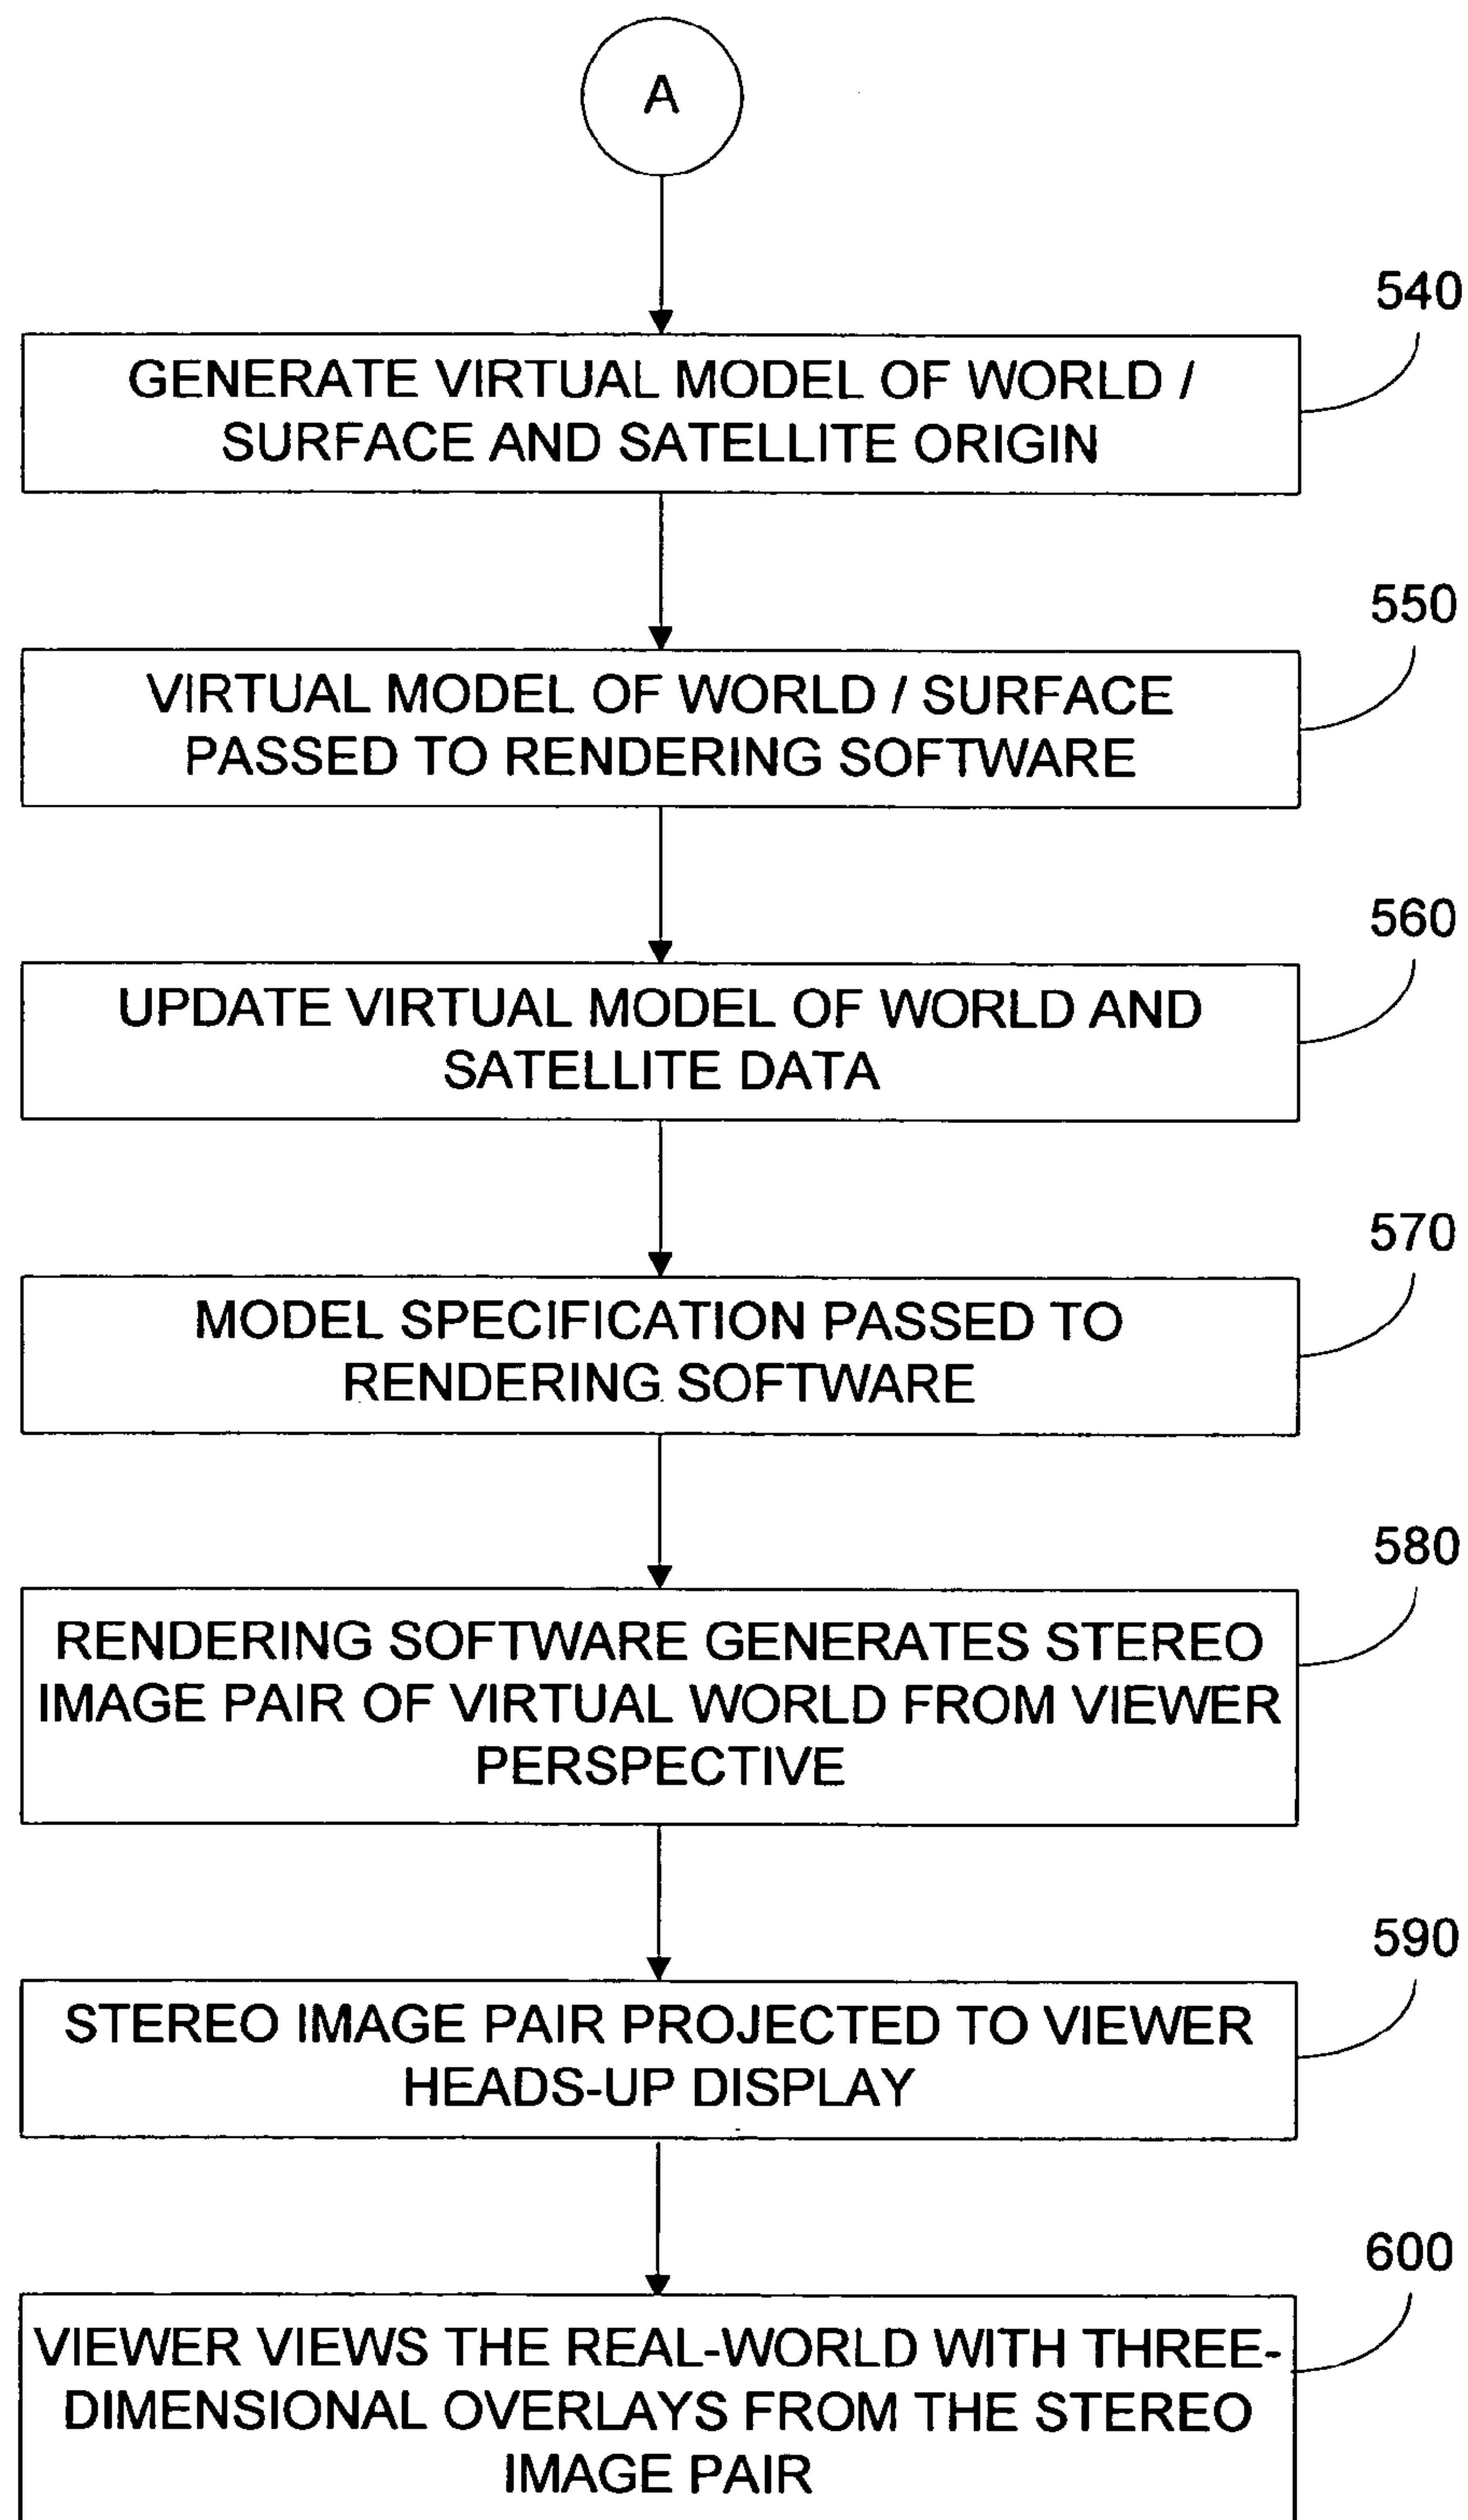 A
540
GENERATE VIRTUAL MODEL OF WORLD /
SURFACE AND SATELLITE ORIGIN
550
VIRTUAL MODEL OF WORLD / SURFACE
PASSED TO RENDERING SOFTWARE
560
UPDATE VIRTUAL MODEL OF WORLD AND
SATELLITE DATA
570
MODEL SPECIFICATION PASSED TO
RENDERING SOFTWARE
580
RENDERING SOFTWARE GENERATES STEREO
IMAGE PAIR OF VIRTUAL WORLD FROM VIEWER
PERSPECTIVE
590
STEREO IMAGE PAIR PROJECTED TO VIEWER
HEADS-UP DISPLAY
600
VIEWER VIEWS THE REAL-WORLD WITH THREE-
DIMENSIONAL OVERLAYS FROM THE STEREO
IMAGE PAIR